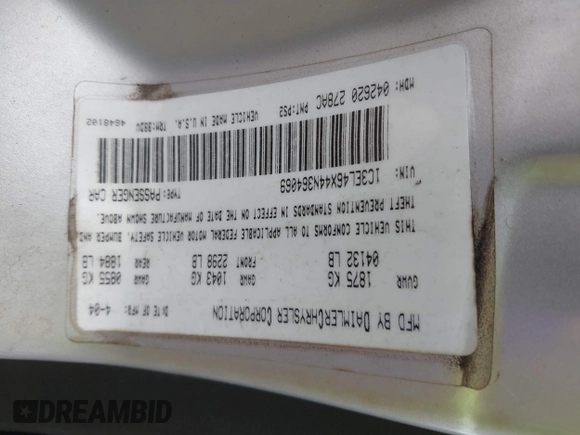 MFD BY DAIMLERCHRYSLER CORPORATION DATE OF MFR: 4-04
GVWR GAWR GAWR
1875 KG 1043 KG 0855 KG
04132 LB FRONT 2298 LB REAR 1884 LB
THIS VEHICLE CONFORMS TO ALL APPLICABLE FEDERAL MOTOR VEHICLE SAFETY, BUMPER AND
THEFT PREVENTION STANDARDS IN EFFECT ON THE DATE OF MANUFACTURE SHOWN ABOVE.
VIN: 1C3EL46X44N364069 TYPE: PASSENGER CAR
MDH: 042620 278AC PNT:PS2 VEHICLE MADE IN U.S.A. 4648102
DREAMBID